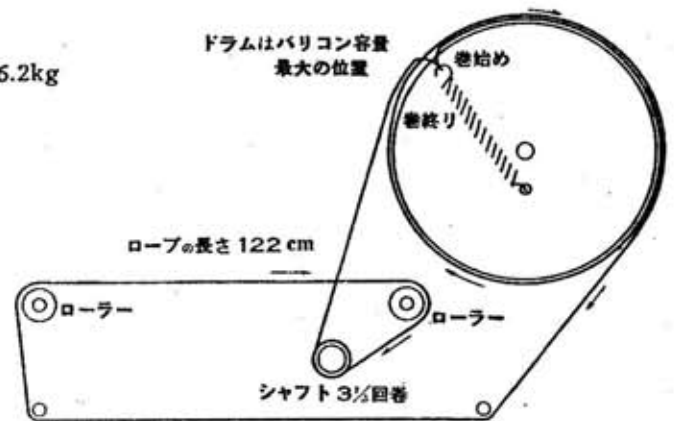 ドラムはバリコン容量
最大の位置
巻始め
6.2kg
巻終り
ロープの長さ 122 cm
ローラー
ローラー
シャフト 3½回巻